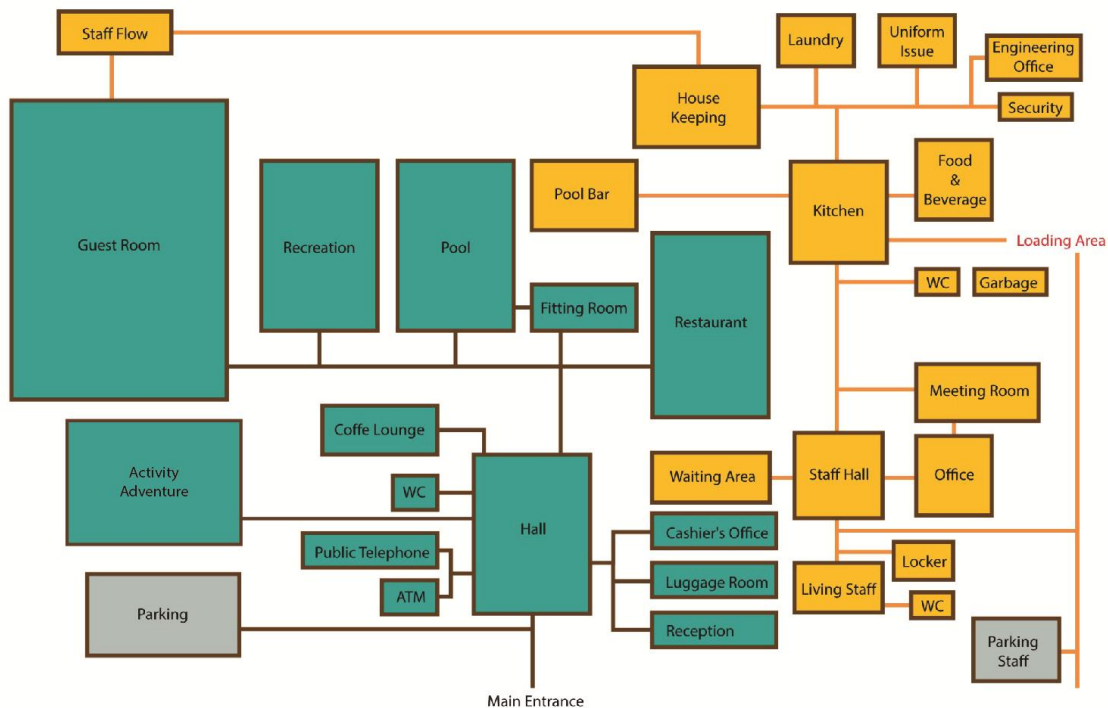 Staff Flow
Laundry
Uniform
Issue
Engineering
Office
House
Keeping
Security
Guest Room
Recreation
Pool
Pool Bar
Kitchen
Food
&
Beverage
Loading Area
Fitting Room
Restaurant
WC
Garbage
Meeting Room
Coffe Lounge
Activity
Adventure
WC
Hall
Waiting Area
Staff Hall
Office
Public Telephone
Cashier's Office
ATM
Luggage Room
Locker
Living Staff
WC
Parking
Reception
Parking
Staff
Main Entrance